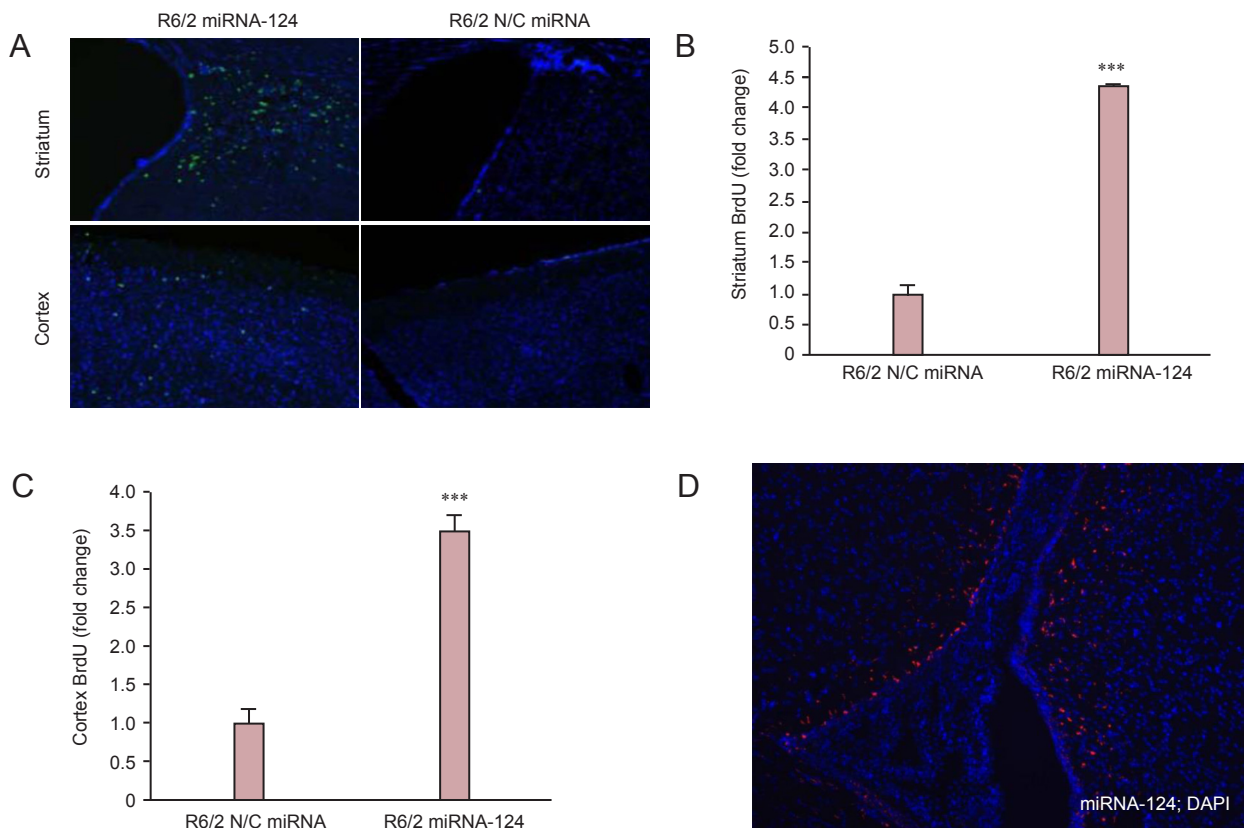 A
R6/2 miRNA-124
R6/2 N/C miRNA
Striatum
Cortex
B
Striatum BrdU (fold change)
5.0
4.5
4.0
3.5
3.0
2.5
2.0
1.5
1.0
0.5
0
***
R6/2 N/C miRNA
R6/2 miRNA-124
C
Cortex BrdU (fold change)
4.0
3.5
3.0
2.5
2.0
1.5
1.0
0.5
0
***
R6/2 N/C miRNA
R6/2 miRNA-124
D
miRNA-124; DAPI